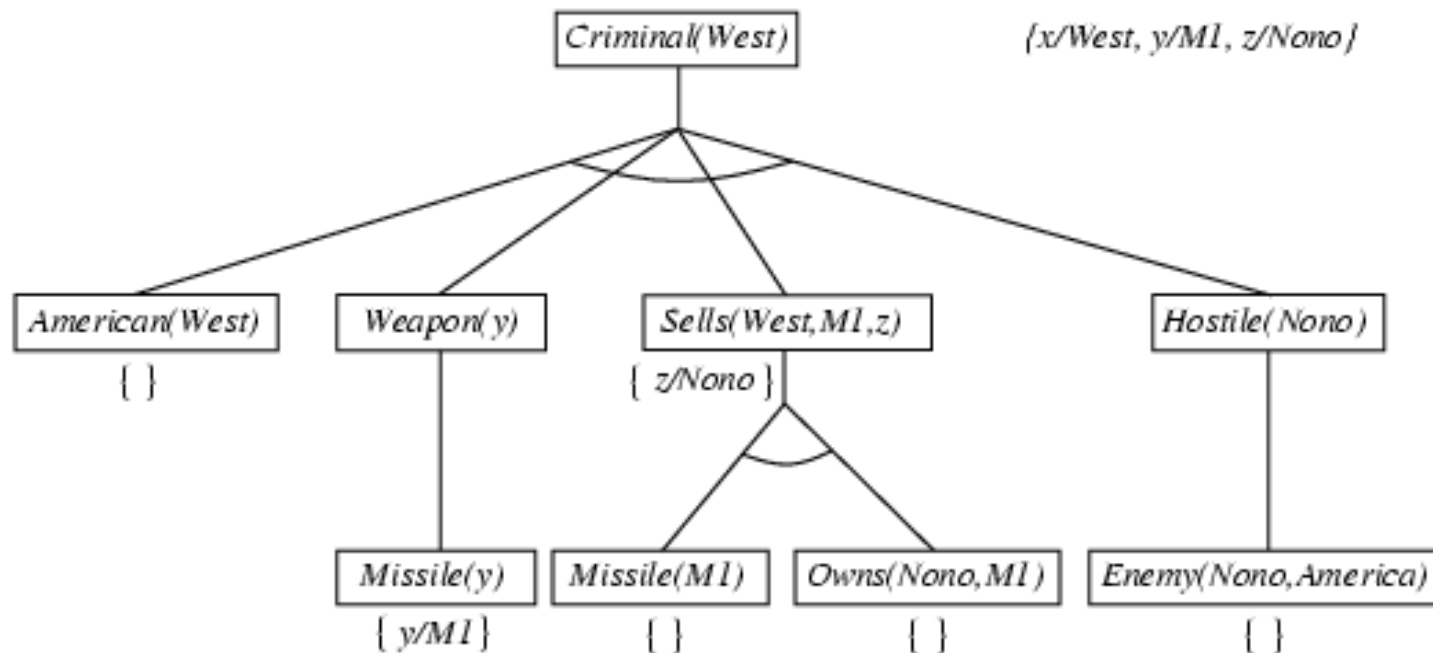 Criminal(West) {x/West, y/M1, z/Nono}
American(West) Weapon(y) Sells(West,M1,z) Hostile(Nono)
{ } { z/Nono }
Missile(y) Missile(M1) Owns(Nono,M1) Enemy(Nono,America)
{ y/M1 } { } { } { }